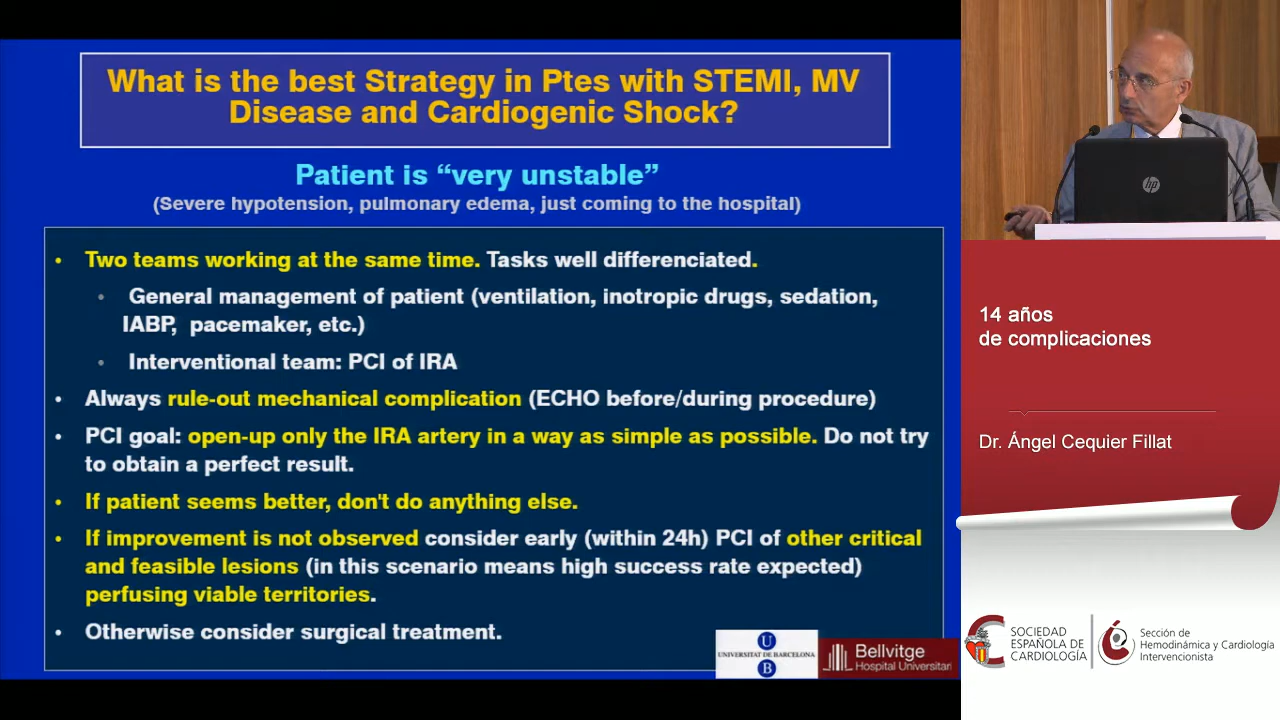 What is the best Strategy in Ptes with STEMI, MV
Disease and Cardiogenic Shock?
Patient is “very unstable”
(Severe hypotension, pulmonary edema, just coming to the hospital)
• Two teams working at the same time. Tasks well differenciated.
• General management of patient (ventilation, inotropic drugs, sedation,
IABP, pacemaker, etc.)
• Interventional team: PCI of IRA
• Always rule-out mechanical complication (ECHO before/during procedure)
• PCI goal: open-up only the IRA artery in a way as simple as possible. Do not try
to obtain a perfect result.
• If patient seems better, don't do anything else.
• If improvement is not observed consider early (within 24h) PCI of other critical
and feasible lesions (in this scenario means high success rate expected)
perfusing viable territories.
• Otherwise consider surgical treatment.
U
UNIVERSITAT DE BARCELONA
B
Bellvitge
Hospital Universitari
hp
14 años
de complicaciones
Dr. Ángel Cequier Fillat
SOCIEDAD
ESPAÑOLA DE
CARDIOLOGÍA
Sección de
Hemodinámica y Cardiología
Intervencionista